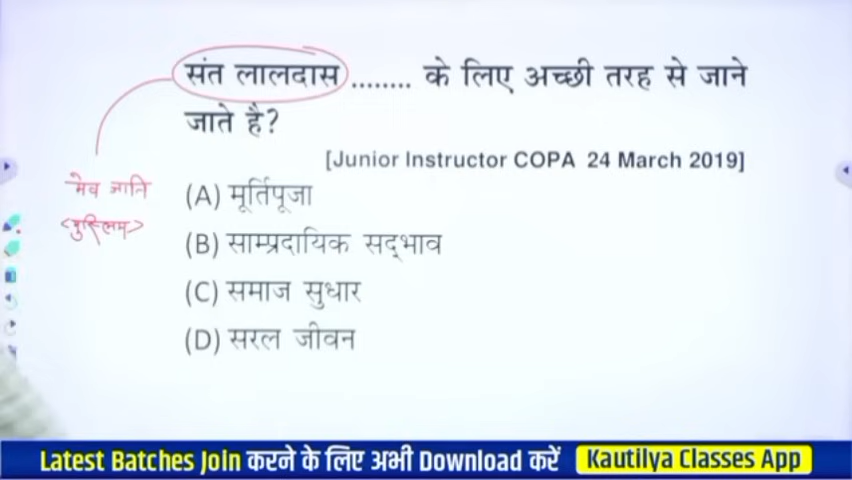 संत लालदास ........ के लिए अच्छी तरह से जाने
जाते है?
[Junior Instructor COPA 24 March 2019]
मेव जाति
<मुस्लिम>
(A) मूर्तिपूजा
(B) साम्प्रदायिक सद्‌भाव
(C) समाज सुधार
(D) सरल जीवन
Latest Batches Join करने के लिए अभी Download करें Kautilya Classes App